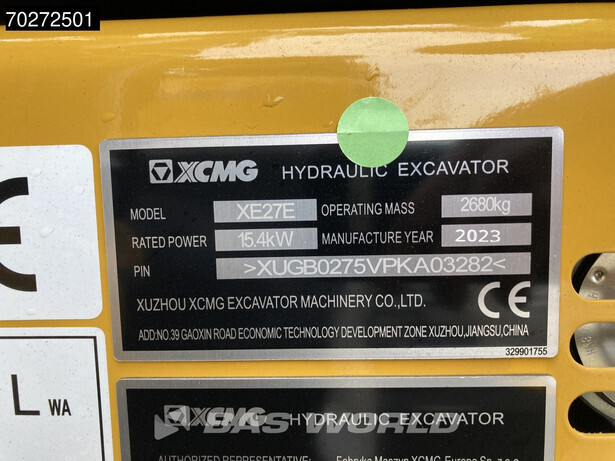 70272501
XCMG HYDRAULIC EXCAVATOR
MODEL XE27E OPERATING MASS 2680kg
RATED POWER 15.4kW MANUFACTURE YEAR 2023
PIN >XUGB0275VPKA03282<
XUZHOU XCMG EXCAVATOR MACHINERY CO.,LTD. CE
ADD:NO.39 GAOXIN ROAD ECONOMIC TECHNOLOGY DEVELOPMENT ZONE XUZHOU,JIANGSU,CHINA
329901755
L WA
XCMG HYDRAULIC EXCAVATOR
BAS WORLD
AUTHORIZED REPRESENTATIVE: Fabryka Maszyn XCMG Europe Sp. z o.o.